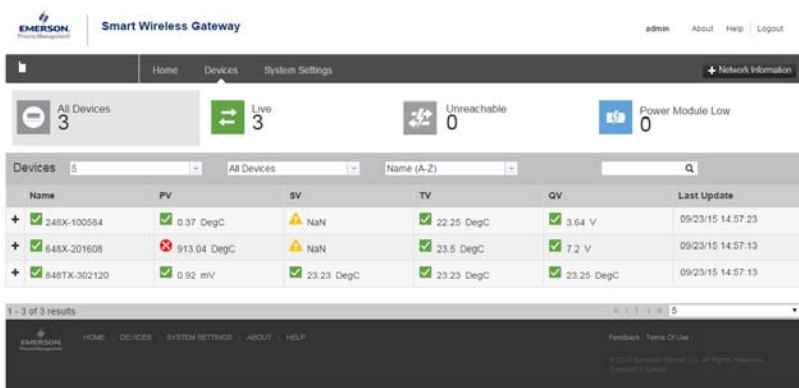 EMERSON.
Process Management
Smart Wireless Gateway
admin About Help Logout
Home Devices System Settings + Network Information
All Devices 3
Live 3
Unreachable 0
Power Module Low 0
Devices 5 All Devices Name (A-Z)
Name PV SV TV QV Last Update
+ 248X-100584 0.37 DegC NaN 22.25 DegC 3.64 V 09/23/15 14:57:23
+ 648X-201608 913.04 DegC NaN 23.5 DegC 7.2 V 09/23/15 14:57:13
+ 848TX-302120 0.92 mV 23.23 DegC 23.23 DegC 23.25 DegC 09/23/15 14:57:13
1 - 3 of 3 results 1 5
EMERSON.
Process Management
HOME | DEVICES | SYSTEM SETTINGS | ABOUT | HELP
Feedback | Terms Of Use |